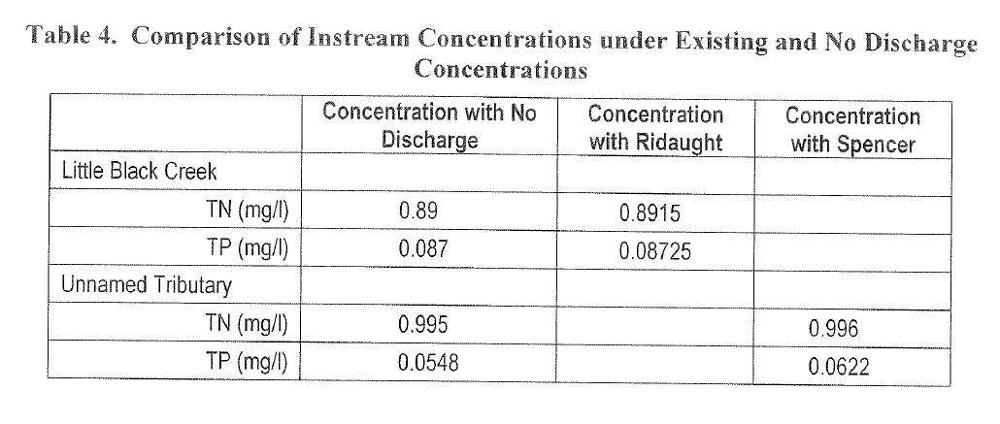 Table 4. Comparison of Instream Concentrations under Existing and No Discharge
Concentrations
Concentration with No Discharge
Concentration with Ridaught
Concentration with Spencer
Little Black Creek
TN (mg/l) 0.89 0.8915
TP (mg/l) 0.087 0.08725
Unnamed Tributary
TN (mg/l) 0.995 0.996
TP (mg/l) 0.0548 0.0622